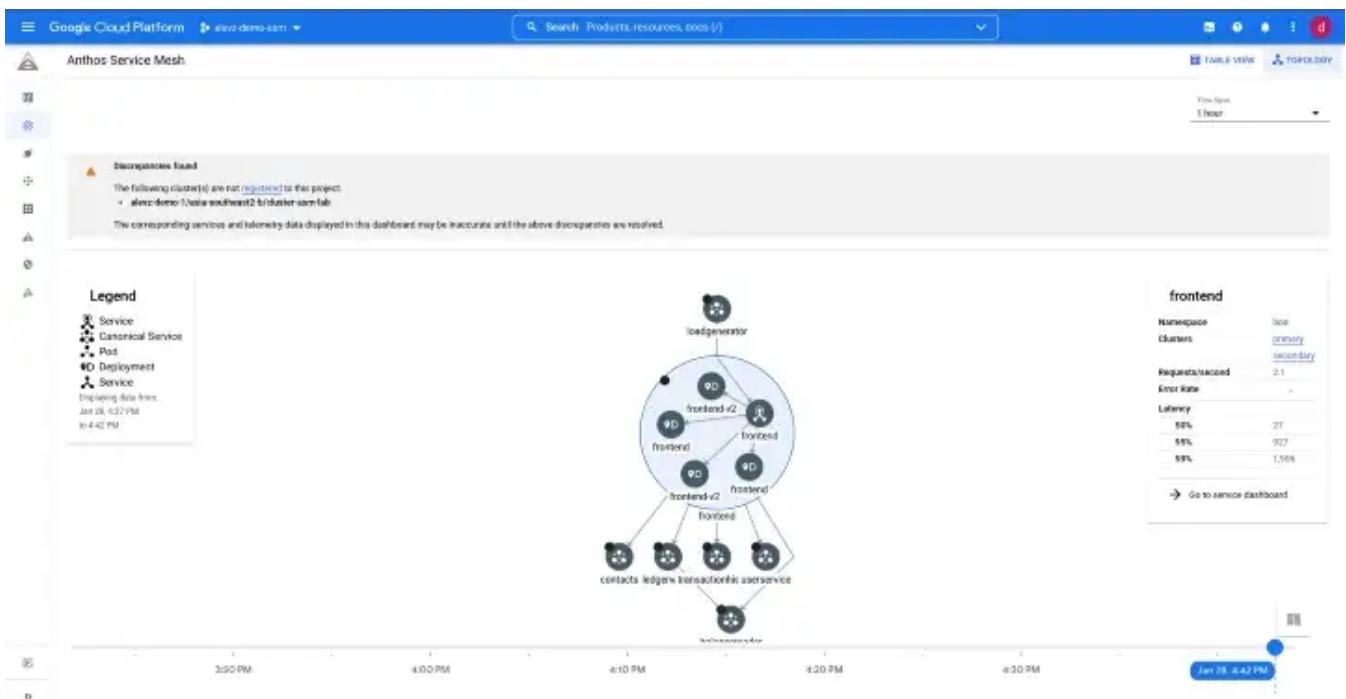 Google Cloud Platform
Search Products, resources, docs (/)
d
Anthos Service Mesh
TABLE VIEW
TOPOLOGY
Time Span
1 hour
Discrepancies found
The following cluster(s) are not registered to this project.
The corresponding services and telemetry data displayed in this dashboard may be inaccurate until the above discrepancies are resolved.
Legend
Service
Canonical Service
Pod
Deployment
Service
Displaying data from:
Jan 28, 4:27 PM
to 4:42 PM
loadgenerator
frontend-v2
frontend
frontend
frontend-v2
frontend
frontend
contacts
transactionhis
userservice
frontend
Namespace
boa
Clusters
primary
secondary
Requests/second
2.1
Error Rate
-
Latency
50%
27
95%
927
99%
1,906
Go to service dashboard
3:50 PM
4:00 PM
4:10 PM
4:20 PM
4:30 PM
Jan 28, 4:42 PM